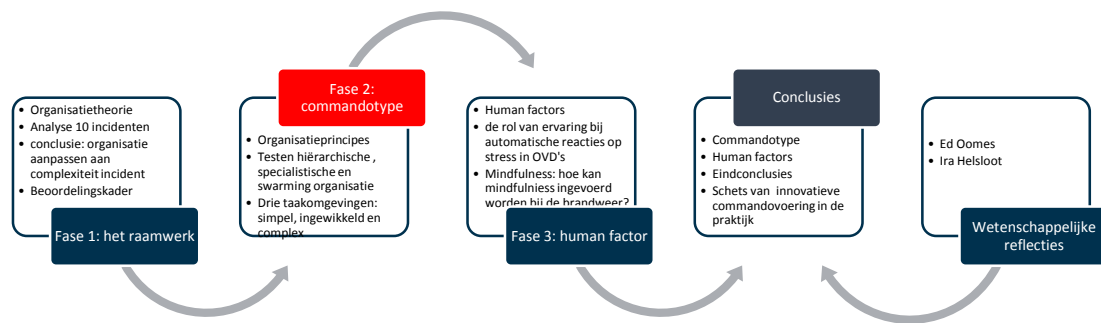 • Organisatietheorie
• Analyse 10 incidenten
• conclusie: organisatie
aanpassen aan
complexiteit incident
• Beoordelingskader
Fase 1: het raamwerk
Fase 2:
commandotype
• Organisatieprincipes
• Testen hiërarchische ,
specialistische en
swarming organisatie
• Drie taakomgevingen:
simpel, ingewikkeld en
complex
• Human factors
• de rol van ervaring bij
automatische reacties op
stress in OVD's
• Mindfulness: hoe kan
mindfulniess ingevoerd
worden bij de brandweer?
Fase 3: human factor
Conclusies
• Commandotype
• Human factors
• Eindconclusies
• Schets van innovatieve
commandovoering in de
praktijk
• Ed Oomes
• Ira Helsloot
Wetenschappelijke
reflecties